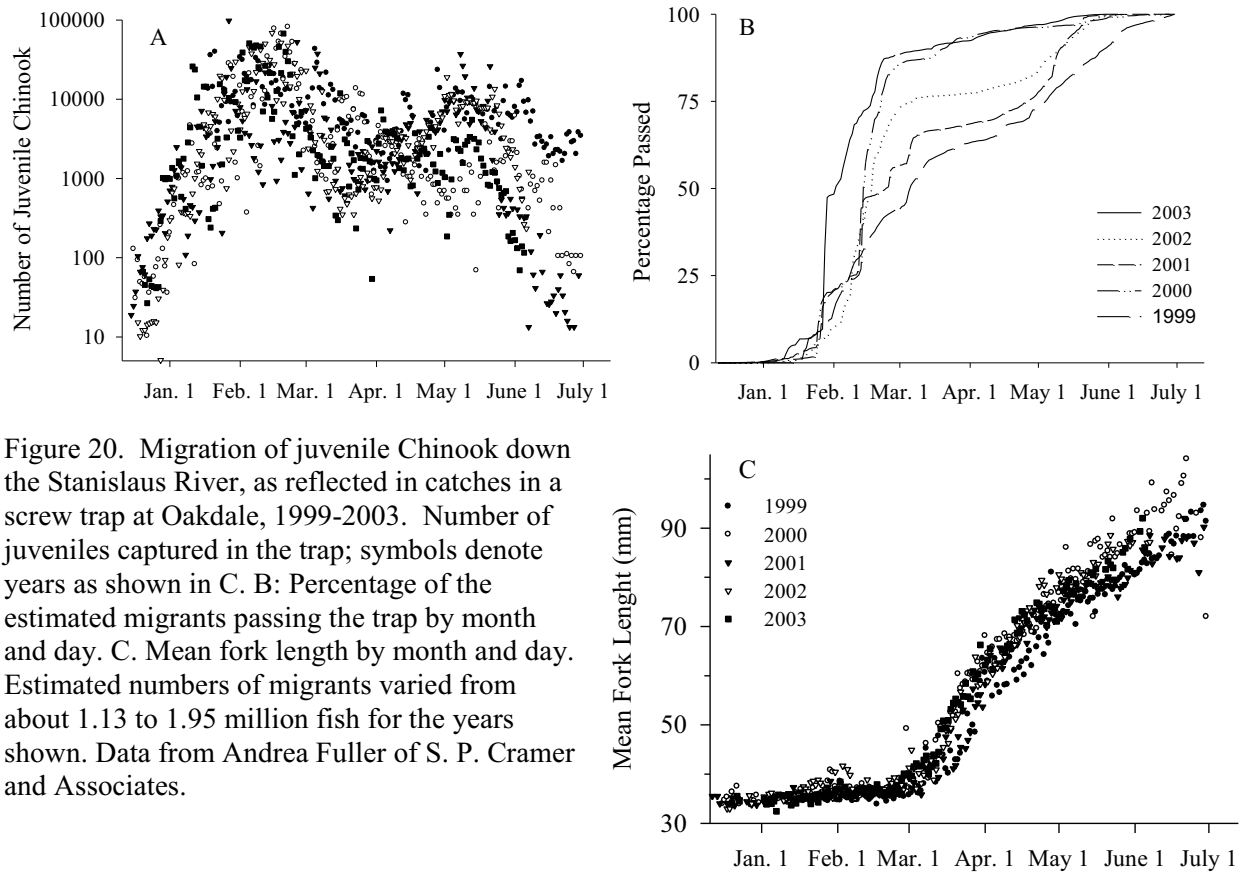 A
Number of Juvenile Chinook
100000
10000
1000
100
10
Jan. 1 Feb. 1 Mar. 1 Apr. 1 May 1 June 1 July 1
B
Percentage Passed
100
75
50
25
0
2003
2002
2001
2000
1999
Jan. 1 Feb. 1 Mar. 1 Apr. 1 May 1 June 1 July 1
Figure 20. Migration of juvenile Chinook down
the Stanislaus River, as reflected in catches in a
screw trap at Oakdale, 1999-2003. Number of
juveniles captured in the trap; symbols denote
years as shown in C. B: Percentage of the
estimated migrants passing the trap by month
and day. C. Mean fork length by month and day.
Estimated numbers of migrants varied from
about 1.13 to 1.95 million fish for the years
shown. Data from Andrea Fuller of S. P. Cramer
and Associates.
C
Mean Fork Lenght (mm)
90
70
50
30
1999
2000
2001
2002
2003
Jan. 1 Feb. 1 Mar. 1 Apr. 1 May 1 June 1 July 1